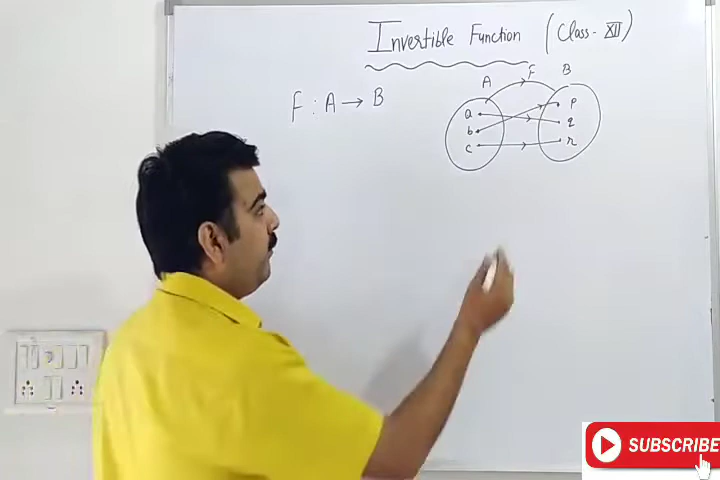 Invertible Function (Class-XII)
F : A → B
A F B
a p
b q
c r
SUBSCRIBE